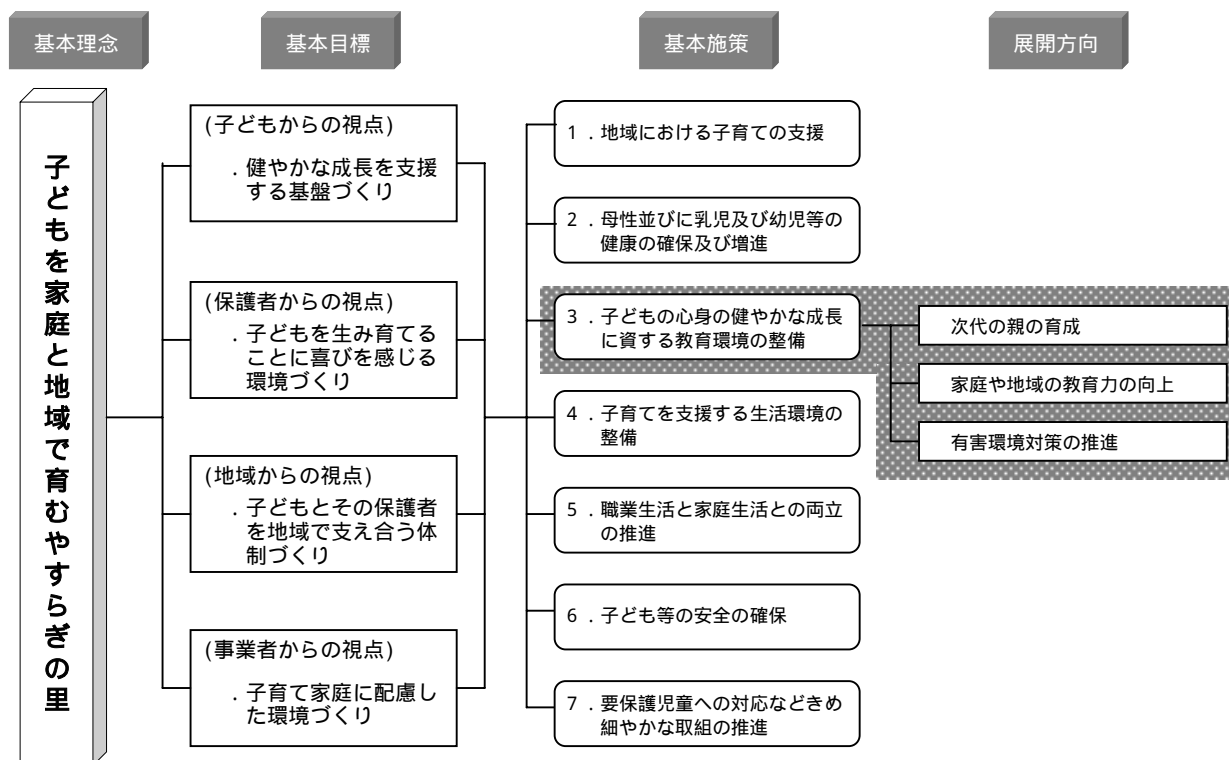 基本理念
基本目標
基本施策
展開方向
子どもを家庭と地域で育むやすらぎの里
(子どもからの視点)
．健やかな成長を支援
する基盤づくり
(保護者からの視点)
．子どもを生み育てる
ことに喜びを感じる
環境づくり
(地域からの視点)
．子どもとその保護者
を地域で支え合う体
制づくり
(事業者からの視点)
．子育て家庭に配慮し
た環境づくり
1．地域における子育ての支援
2．母性並びに乳児及び幼児等の
健康の確保及び増進
3．子どもの心身の健やかな成長
に資する教育環境の整備
4．子育てを支援する生活環境の
整備
5．職業生活と家庭生活との両立
の推進
6．子ども等の安全の確保
7．要保護児童への対応などきめ
細やかな取組の推進
次代の親の育成
家庭や地域の教育力の向上
有害環境対策の推進